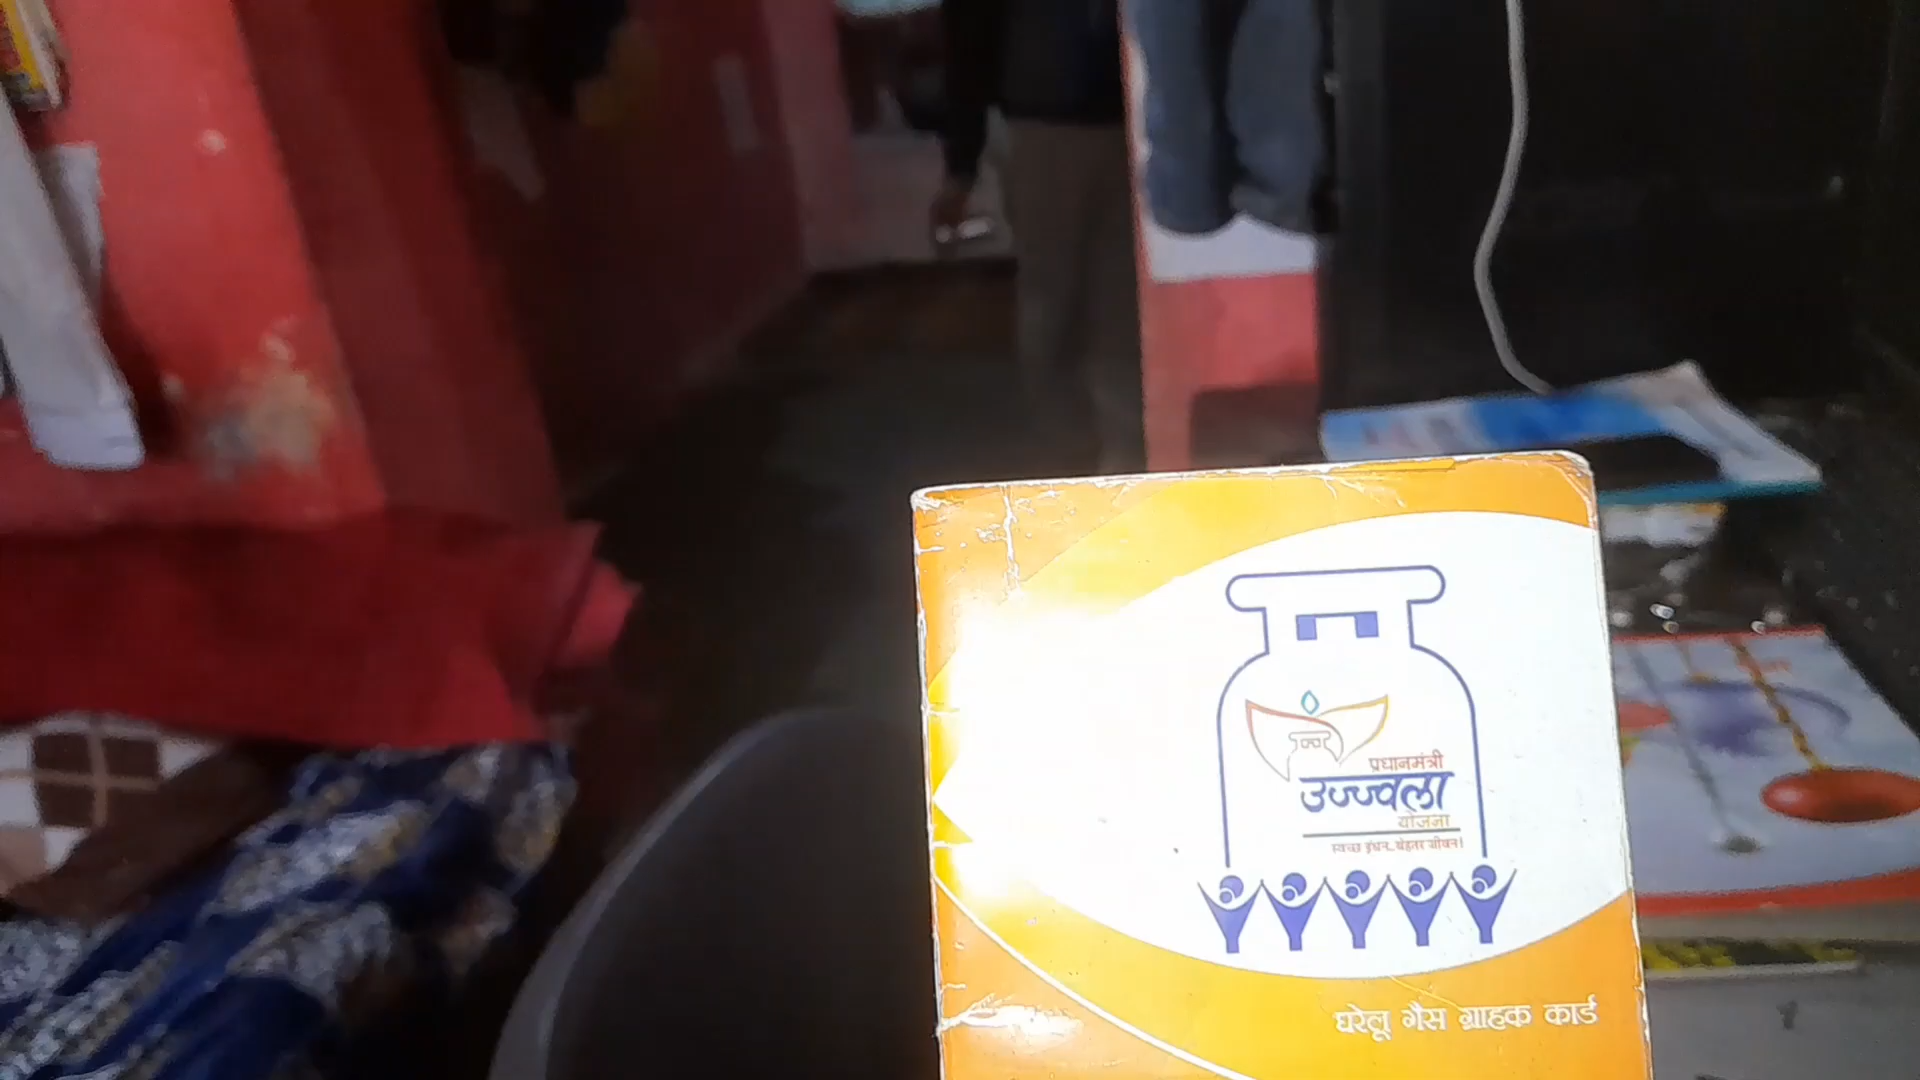 प्रधानमंत्री
उज्ज्वला
योजना
स्वच्छ ईंधन, बेहतर जीवन!
घरेलू गैस ग्राहक कार्ड